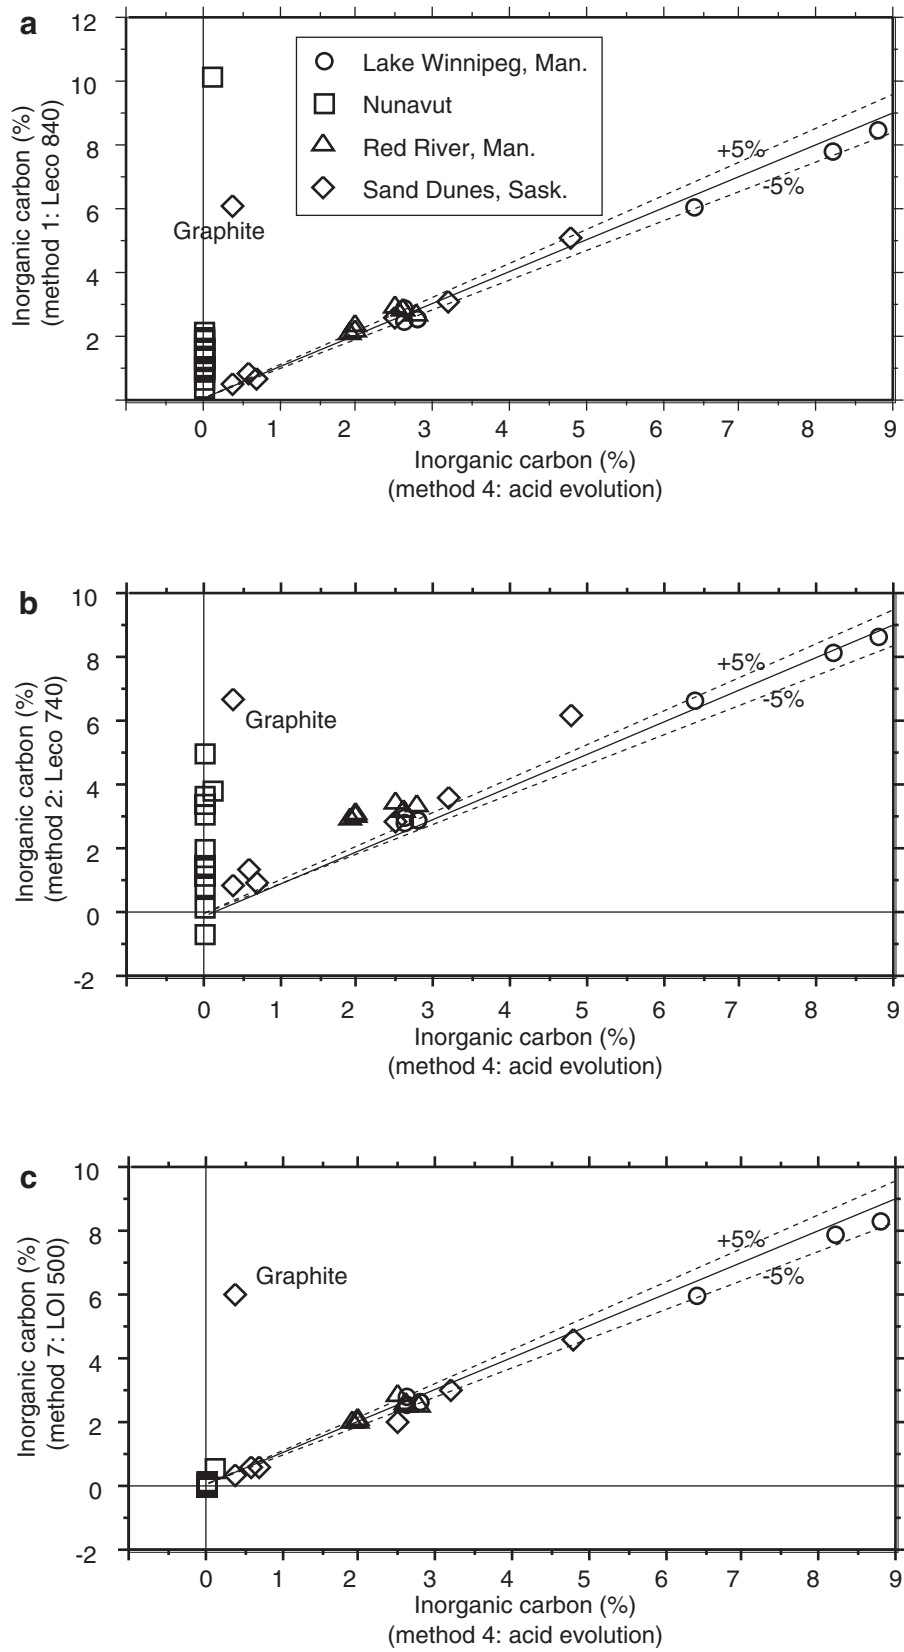 a
12
10
8
6
4
2
Inorganic carbon (%)
(method 1: Leco 840)
Lake Winnipeg, Man.
Nunavut
Red River, Man.
Sand Dunes, Sask.
+5%
-5%
Graphite
0 1 2 3 4 5 6 7 8 9
Inorganic carbon (%)
(method 4: acid evolution)
b
10
8
6
4
2
0
-2
Inorganic carbon (%)
(method 2: Leco 740)
+5%
-5%
Graphite
0 1 2 3 4 5 6 7 8 9
Inorganic carbon (%)
(method 4: acid evolution)
c
10
8
6
4
2
0
-2
Inorganic carbon (%)
(method 7: LOI 500)
+5%
-5%
Graphite
0 1 2 3 4 5 6 7 8 9
Inorganic carbon (%)
(method 4: acid evolution)